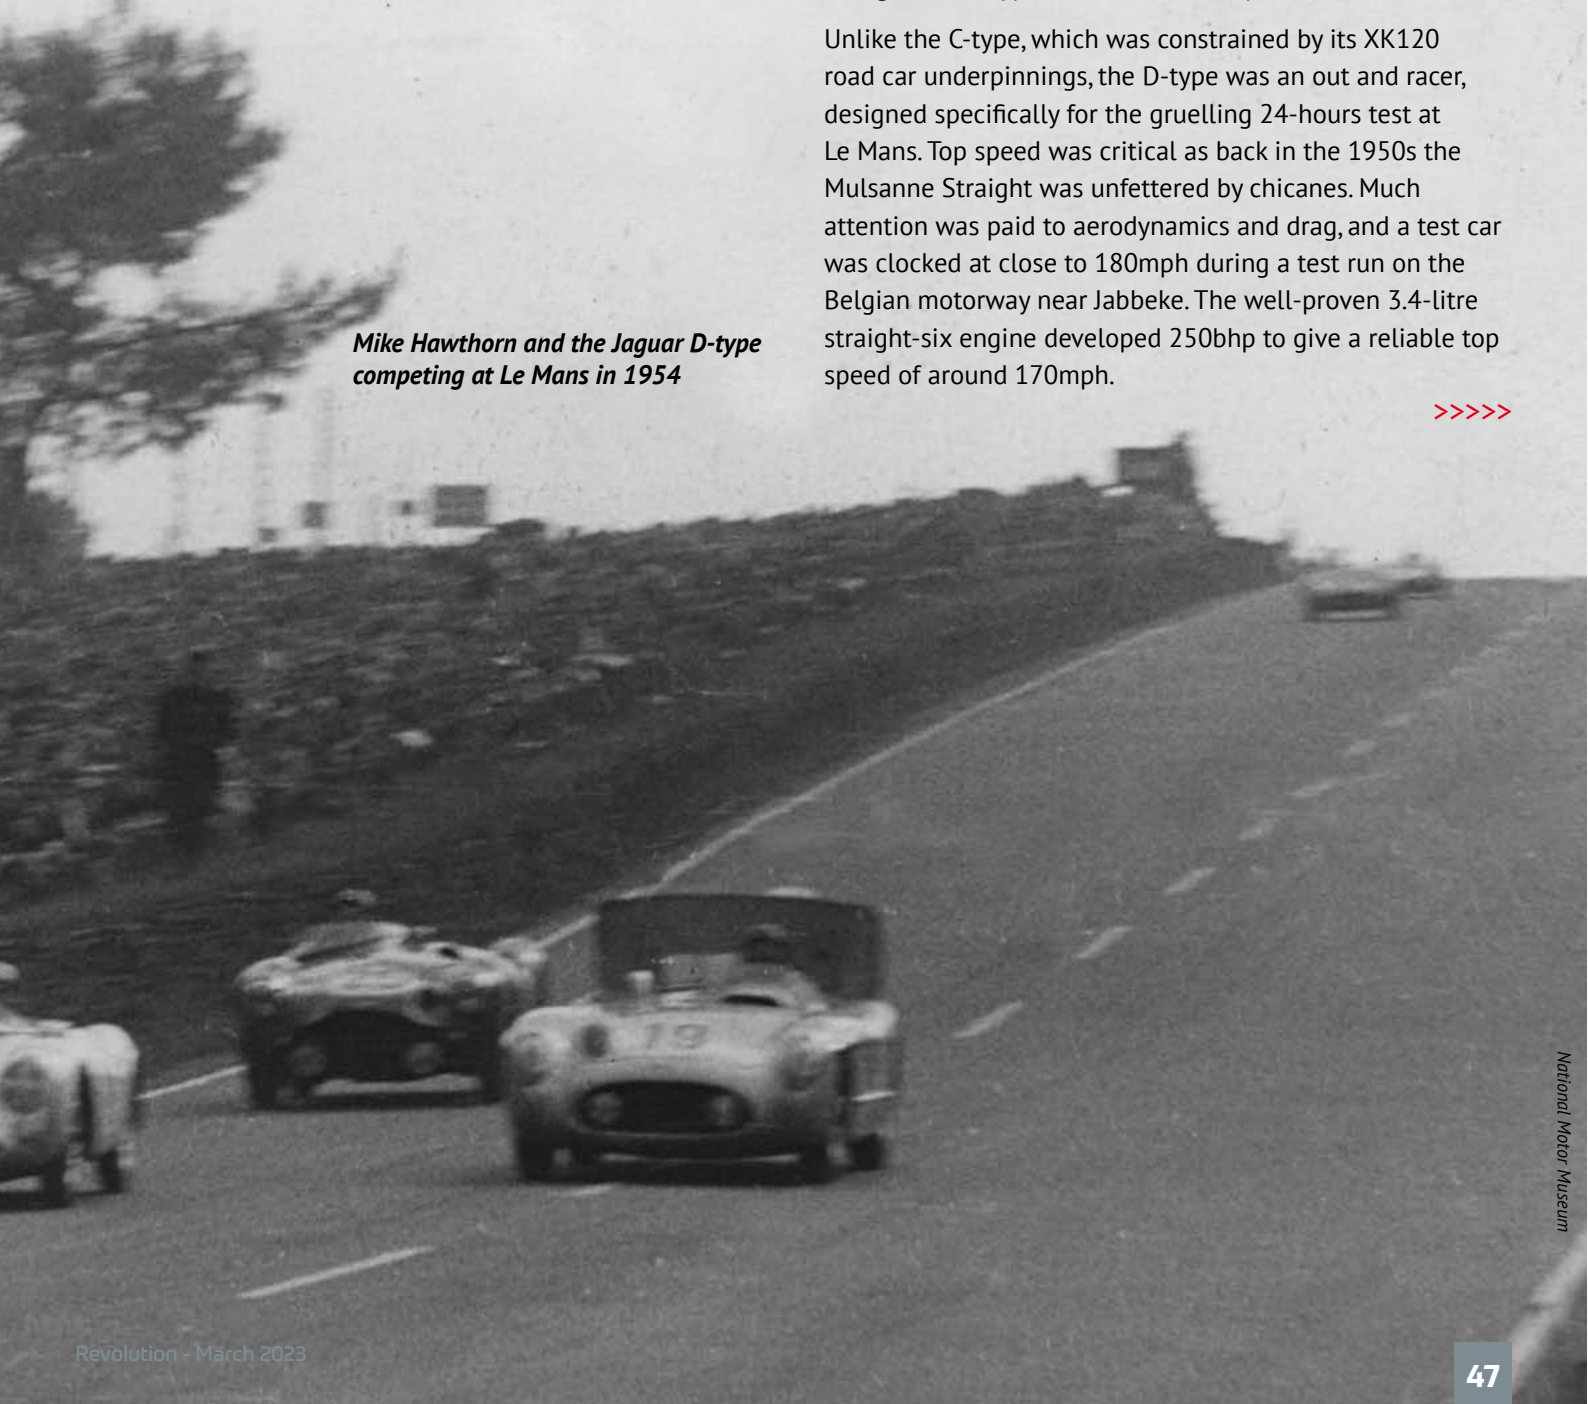 Unlike the C-type, which was constrained by its XK120
road car underpinnings, the D-type was an out and racer,
designed specifically for the gruelling 24-hours test at
Le Mans. Top speed was critical as back in the 1950s the
Mulsanne Straight was unfettered by chicanes. Much
attention was paid to aerodynamics and drag, and a test car
was clocked at close to 180mph during a test run on the
Belgian motorway near Jabbeke. The well-proven 3.4-litre
straight-six engine developed 250bhp to give a reliable top
speed of around 170mph.
>>>>>
Mike Hawthorn and the Jaguar D-type
competing at Le Mans in 1954
19
National Motor Museum
Revolution - March 2023
47